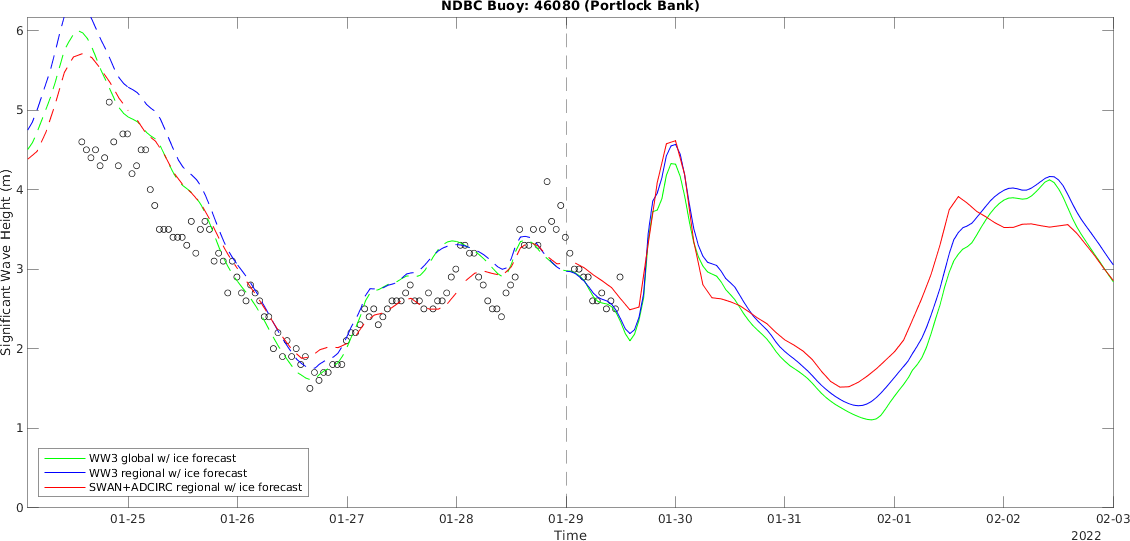 NDBC Buoy: 46080 (Portlock Bank)
Significant Wave Height (m)
6
5
4
3
2
1
0
WW3 global w/ ice forecast
WW3 regional w/ ice forecast
SWAN+ADCIRC regional w/ ice forecast
01-25 01-26 01-27 01-28 01-29 01-30 01-31 02-01 02-02 02-03
Time
2022